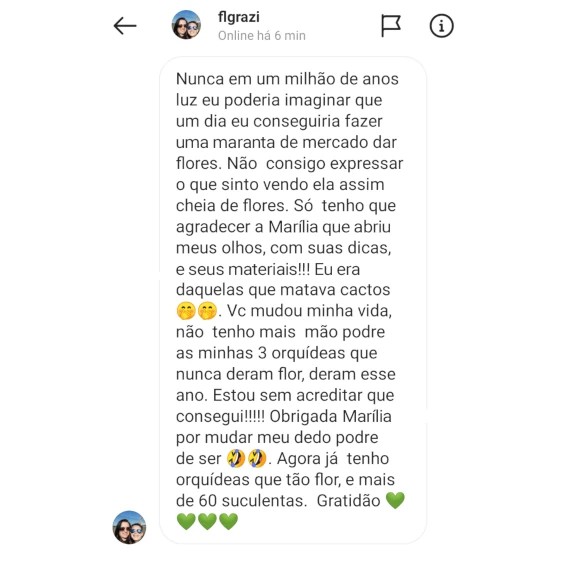 flgrazi
Online há 6 min
Nunca em um milhão de anos
luz eu poderia imaginar que
um dia eu conseguiria fazer
uma maranta de mercado dar
flores. Não  consigo expressar
o que sinto vendo ela assim
cheia de flores. Só  tenho que
agradecer a Marília que abriu
meus olhos, com suas dicas,
e seus materiais!!! Eu era
daquelas que matava cactos
🤭🤭. Vc mudou minha vida,
não  tenho mais  mão podre
as minhas 3 orquídeas que
nunca deram flor, deram esse
ano. Estou sem acreditar que
consegui!!!!! Obrigada Marília
por mudar meu dedo podre
de ser 🤣🤣. Agora já  tenho
orquídeas que tão flor, e mais
de 60 suculentas.  Gratidão 💚
💚💚💚